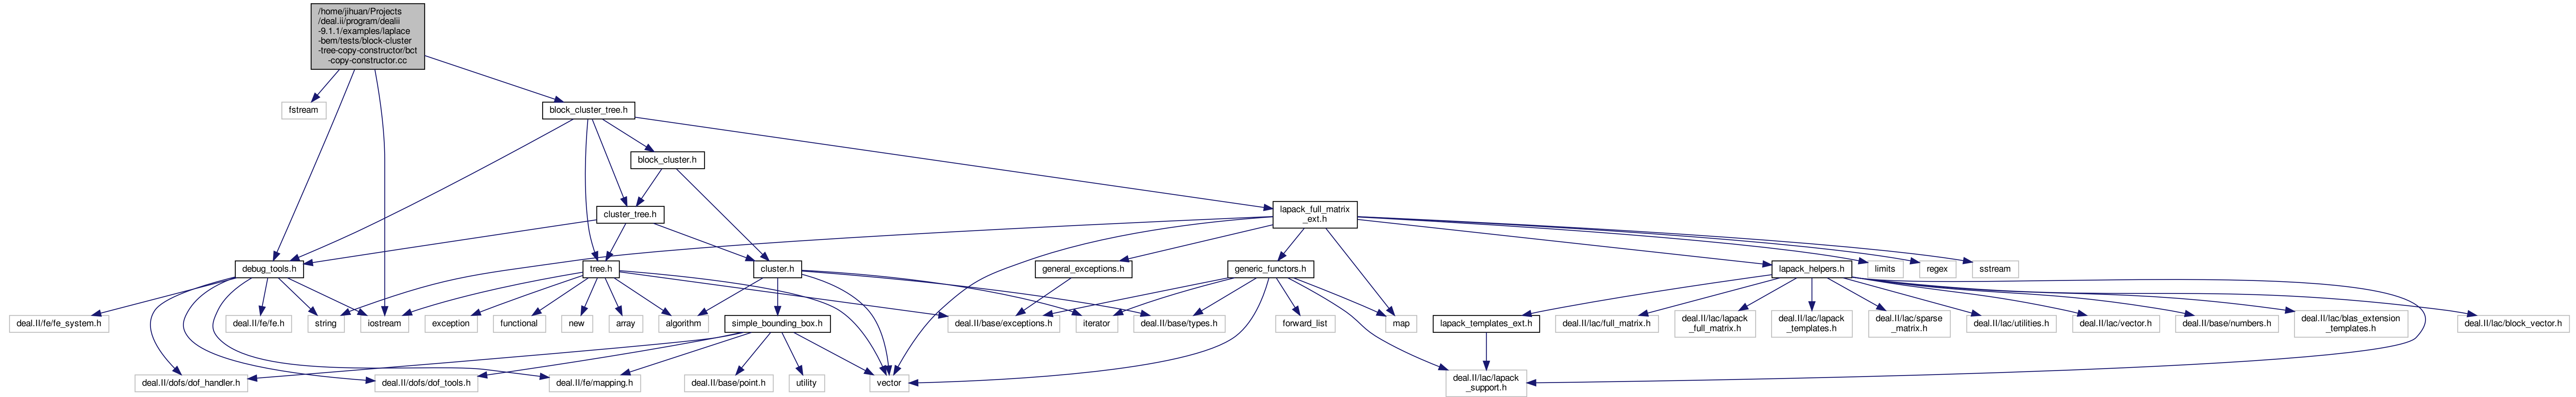 /home/jihuan/Projects
/deal.ii/program/dealii
-9.1.1/examples/laplace
-bem/tests/block-cluster
-tree-copy-constructor/bct
-copy-constructor.cc
fstream
block_cluster_tree.h
block_cluster.h
cluster_tree.h
lapack_full_matrix
_ext.h
debug_tools.h
tree.h
cluster.h
general_exceptions.h
generic_functors.h
lapack_helpers.h
limits
regex
sstream
deal.II/fe/fe_system.h
deal.II/fe/fe.h
string
iostream
exception
functional
new
array
algorithm
simple_bounding_box.h
deal.II/base/exceptions.h
iterator
deal.II/base/types.h
forward_list
map
lapack_templates_ext.h
deal.II/lac/full_matrix.h
deal.II/lac/lapack
_full_matrix.h
deal.II/lac/lapack
_templates.h
deal.II/lac/sparse
_matrix.h
deal.II/lac/utilities.h
deal.II/lac/vector.h
deal.II/base/numbers.h
deal.II/lac/blas_extension
_templates.h
deal.II/lac/block_vector.h
deal.II/dofs/dof_handler.h
deal.II/dofs/dof_tools.h
deal.II/fe/mapping.h
deal.II/base/point.h
utility
vector
deal.II/lac/lapack
_support.h